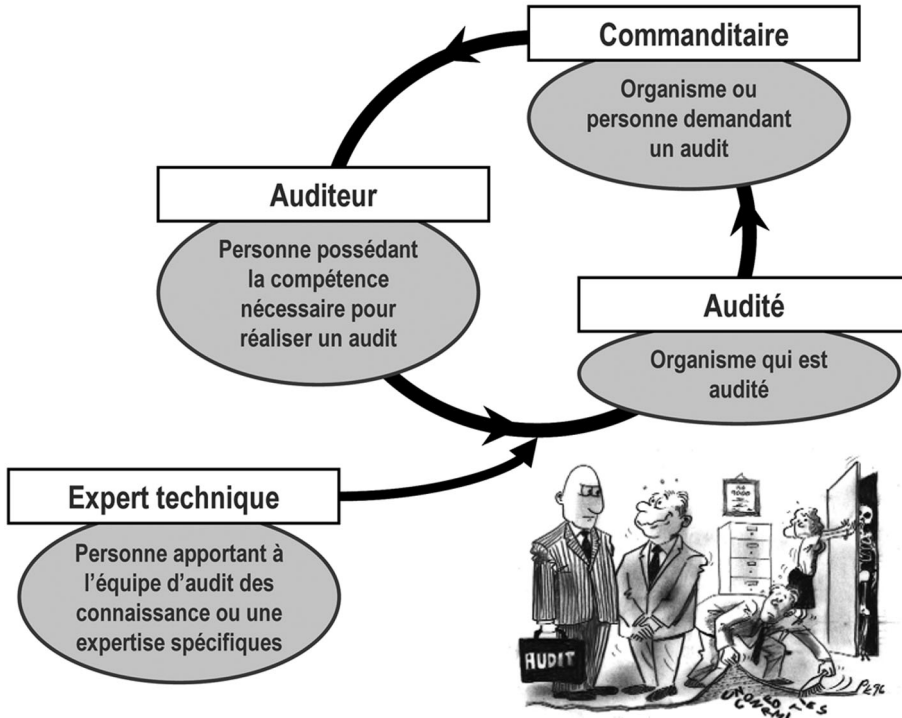 Commanditaire
Organisme ou
personne demandant
un audit
Auditeur
Personne possédant
la compétence
nécessaire pour
réaliser un audit
Audité
Organisme qui est
audité
Expert technique
Personne apportant à
l’équipe d’audit des
connaissance ou une
expertise spécifiques
9000
AUDIT